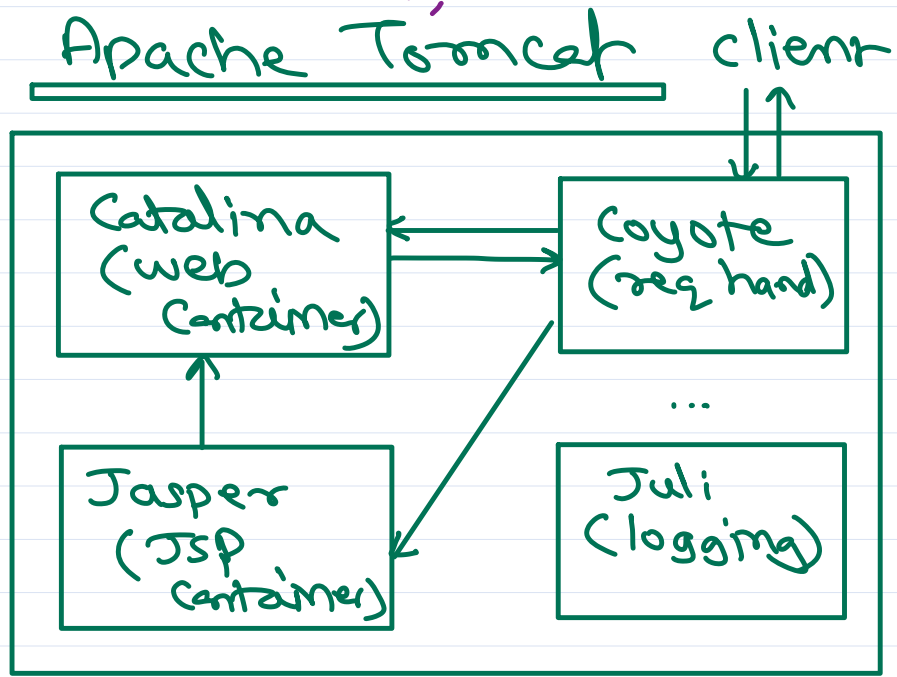 Apache Tomcat client
Catalina
(web
container)
Coyote
(req hand)
...
Jasper
(JSP
container)
Juli
(logging)